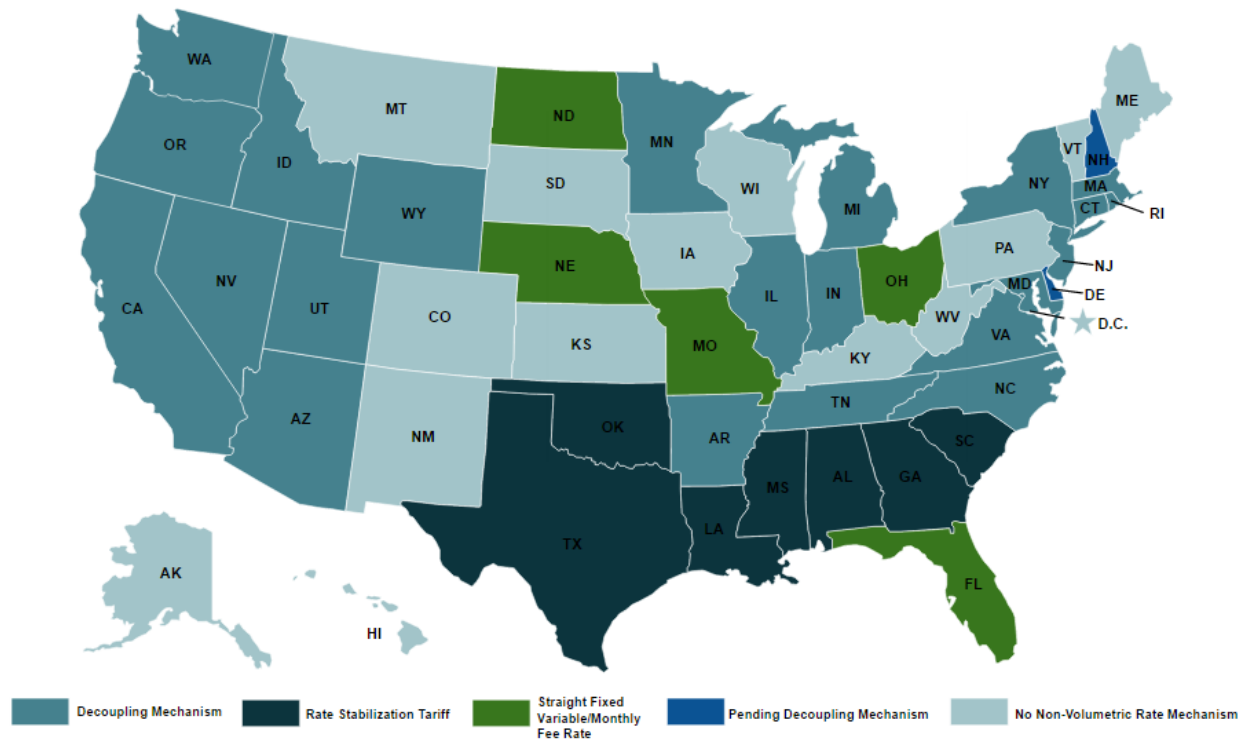 WA
MT
ND
ME
OR
ID
MN
VT
NH
SD
WI
NY
MA
WY
MI
CT
RI
IA
PA
NE
NJ
NV
OH
MD
DE
IL
IN
CA
UT
CO
WV
D.C.
KS
MO
VA
KY
NC
AZ
TN
NM
OK
AR
SC
MS
AL
GA
LA
TX
AK
FL
HI
Decoupling Mechanism
Rate Stabilization Tariff
Straight Fixed
Variable/Monthly
Fee Rate
Pending Decoupling Mechanism
No Non-Volumetric Rate Mechanism